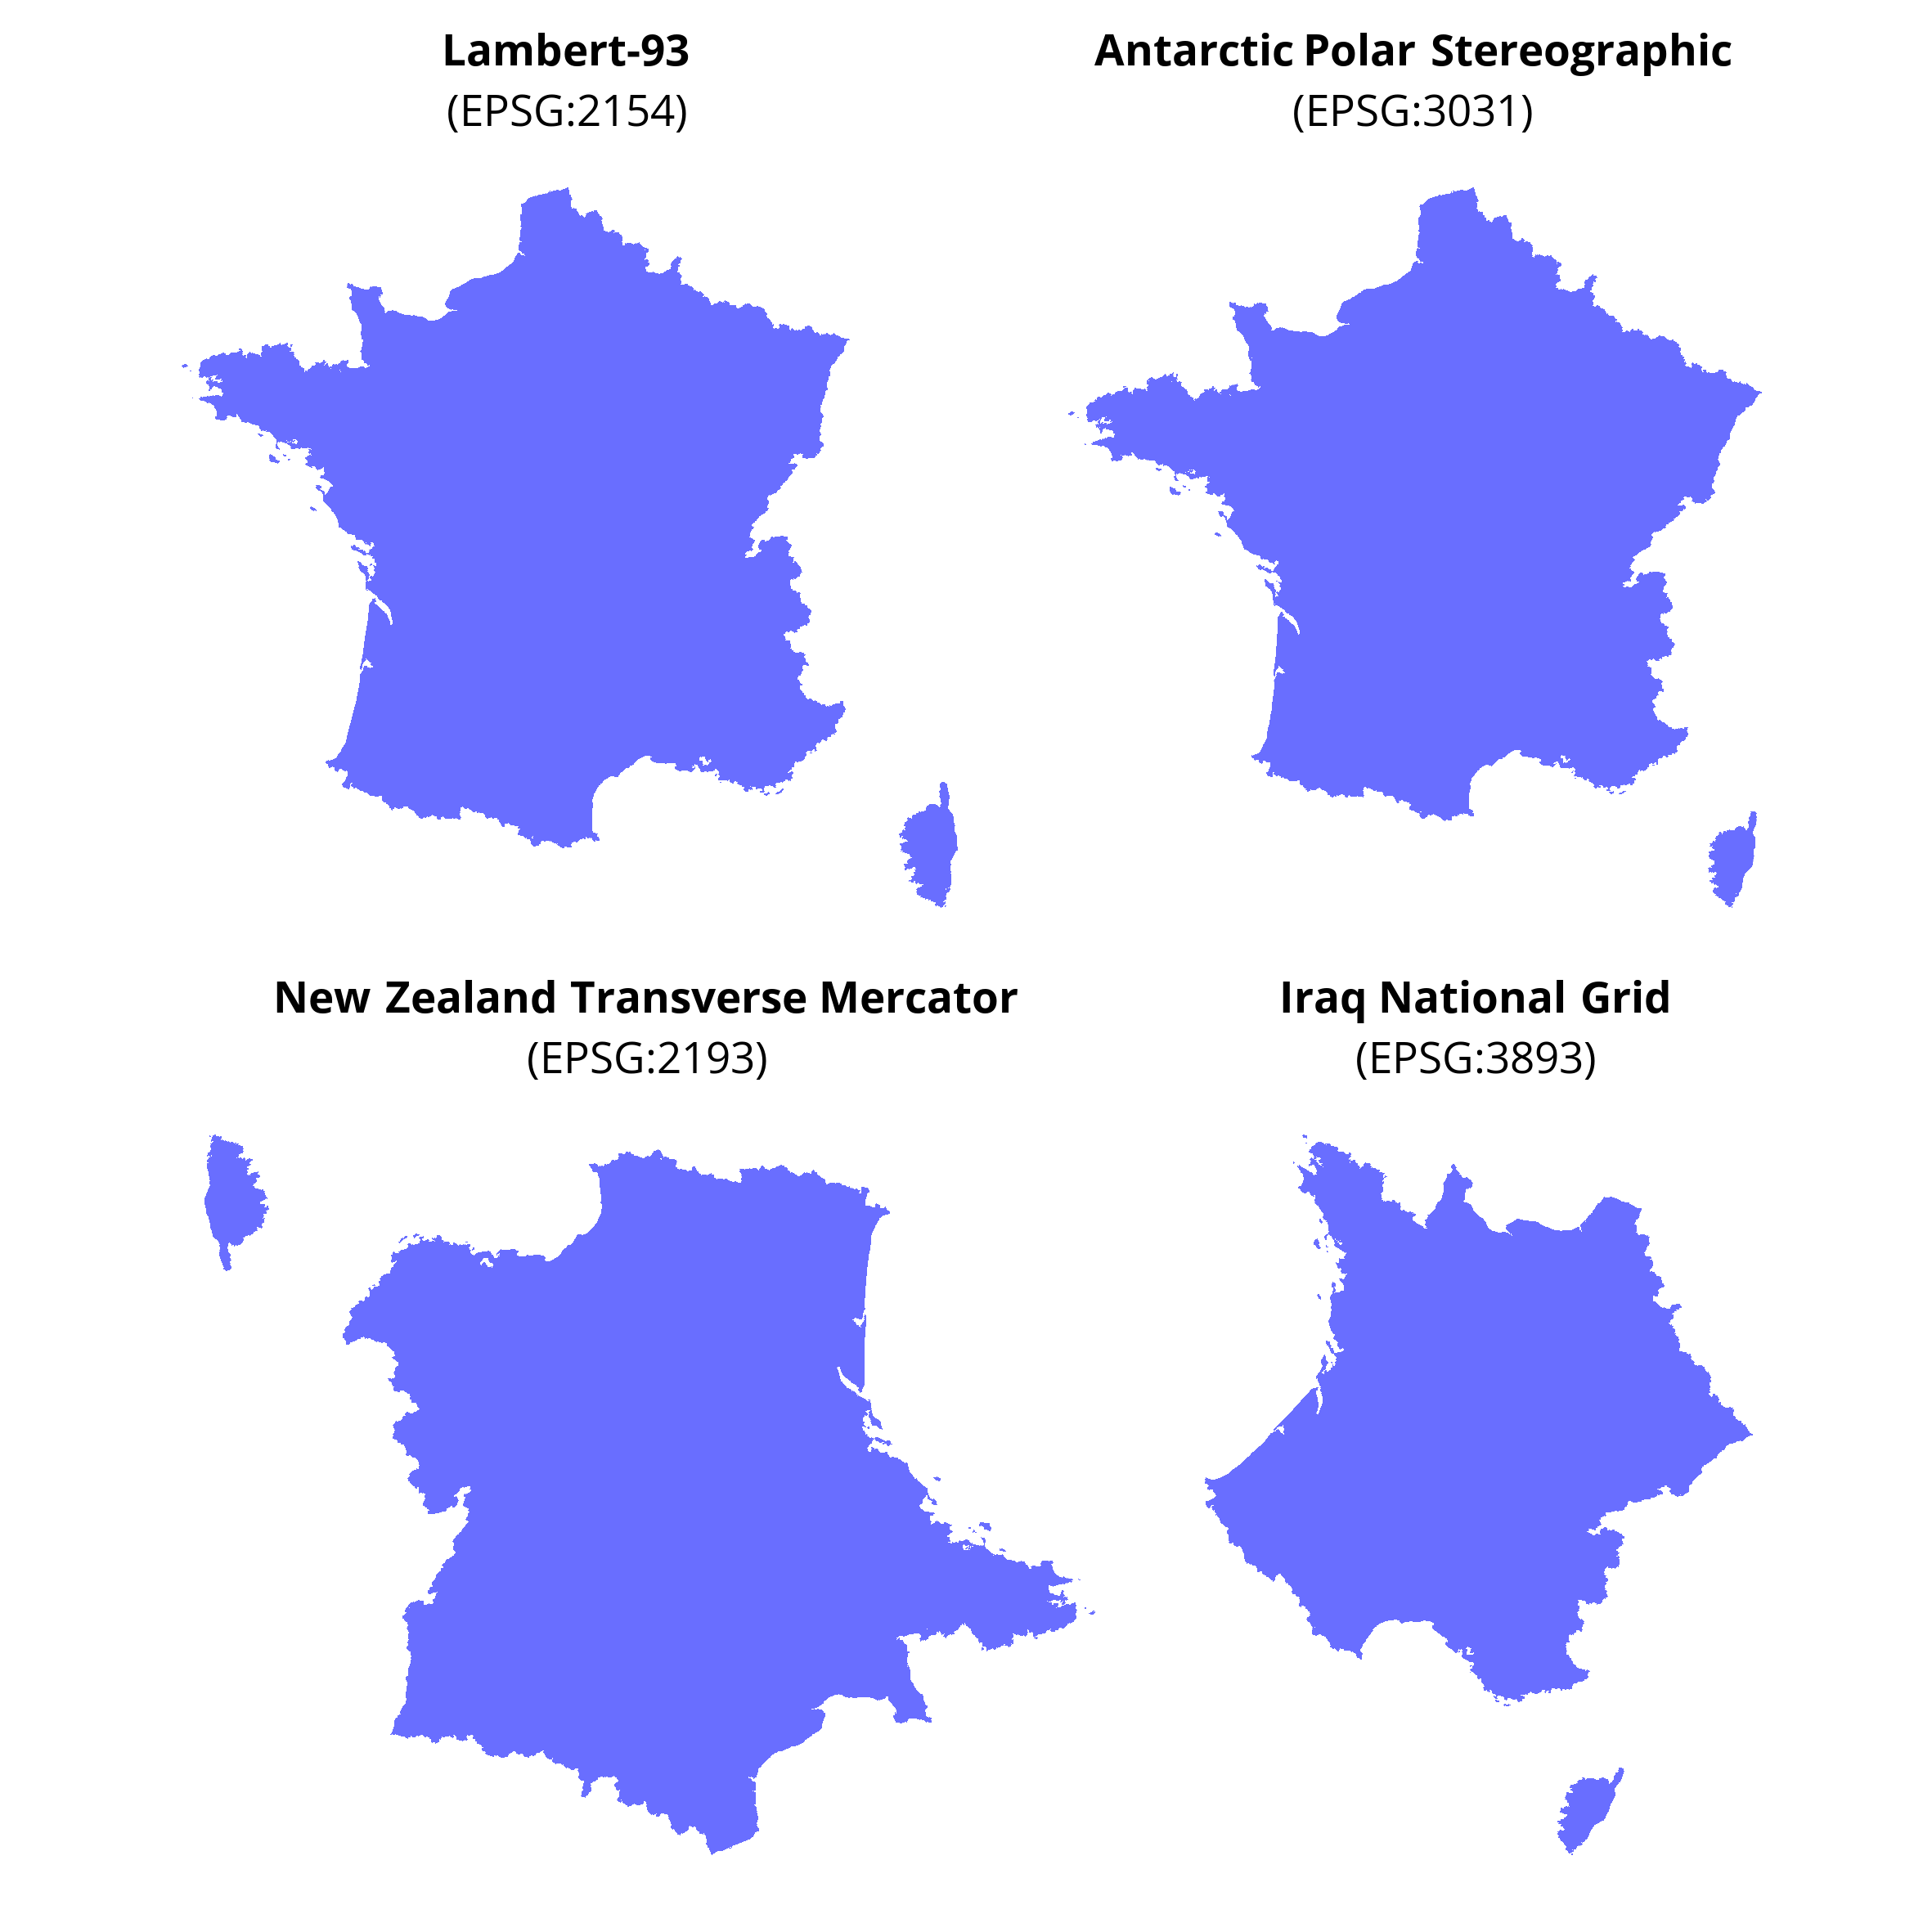 Lambert-93
(EPSG:2154)
Antarctic Polar Stereographic
(EPSG:3031)
New Zealand Transverse Mercator
(EPSG:2193)
Iraq National Grid
(EPSG:3893)